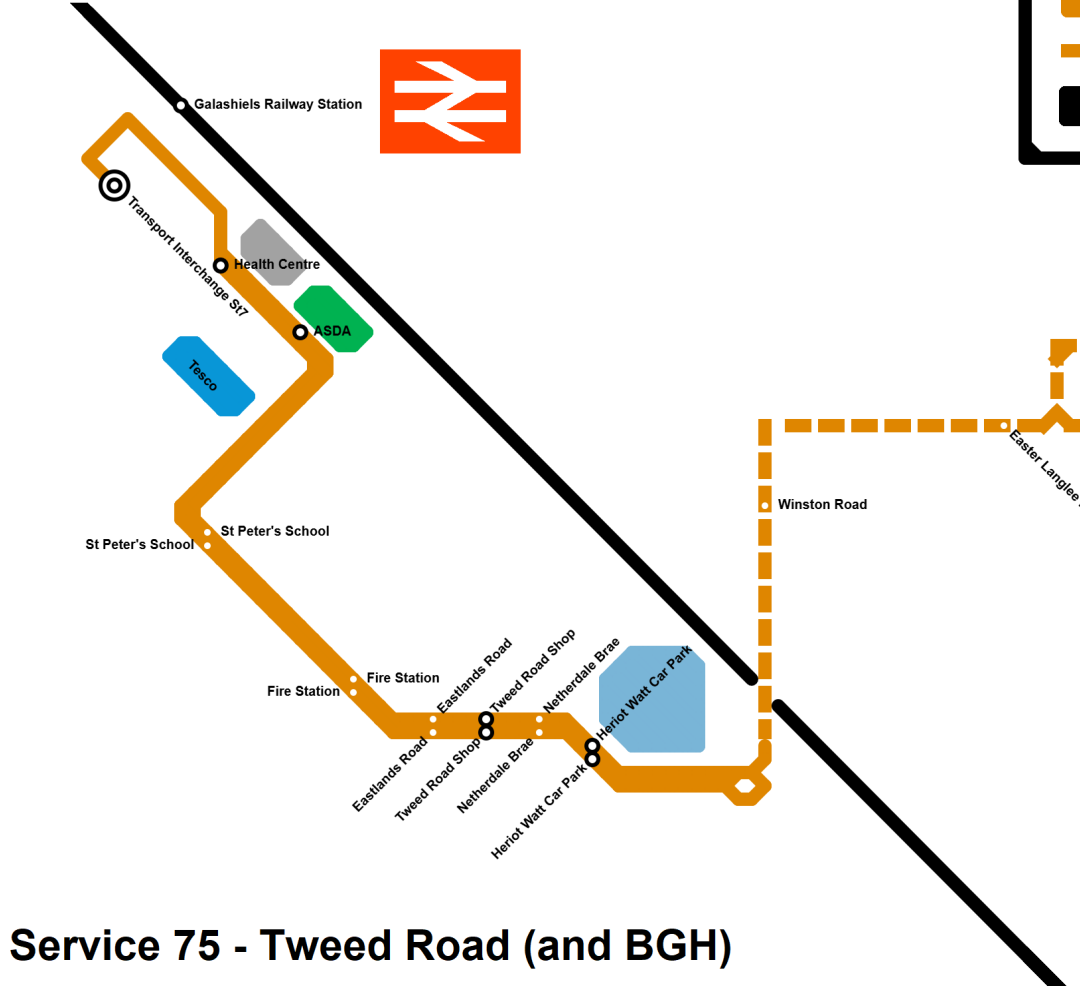 Galashiels Railway Station
Transport Interchange St7
Health Centre
ASDA
Tesco
St Peter's School
St Peter's School
Fire Station
Fire Station
Eastlands Road
Tweed Road Shop
Netherdale Brae
Heriot Watt Car Park
Eastlands Road
Tweed Road Shop
Netherdale Brae
Heriot Watt Car Park
Winston Road
Easter Langlee
Service 75 - Tweed Road (and BGH)